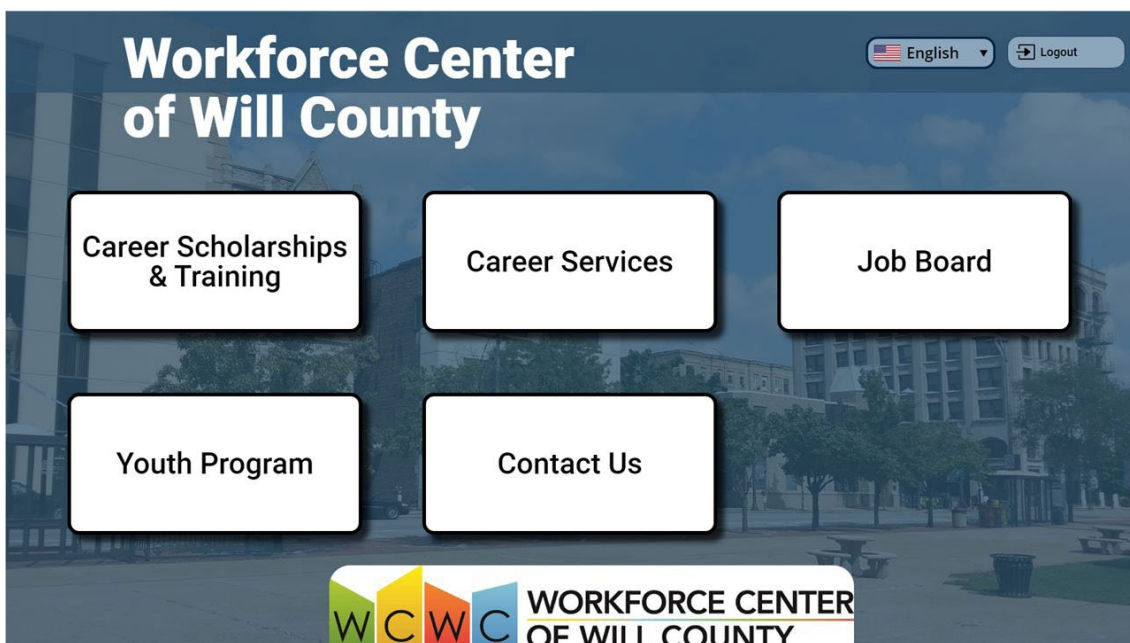 Workforce Center
of Will County
English
Logout
Career Scholarships
& Training
Career Services
Job Board
Youth Program
Contact Us
WCWC
WORKFORCE CENTER
OF WILL COUNTY